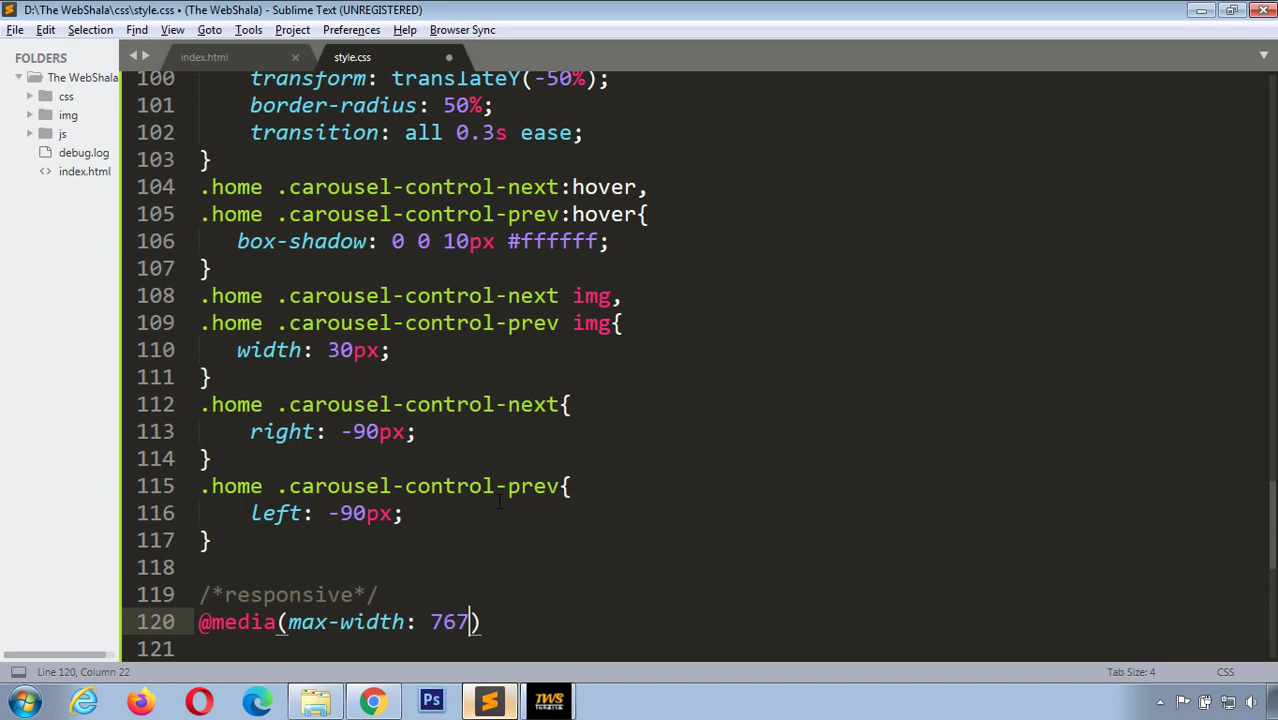 D:\The WebShala\css\style.css • (The WebShala) - Sublime Text (UNREGISTERED)
File Edit Selection Find View Goto Tools Project Preferences Help Browser Sync
FOLDERS
The WebShala
css
img
js
debug.log
index.html
index.html × style.css
100 transform: translateY(-50%);
101 border-radius: 50%;
102 transition: all 0.3s ease;
103 }
104 .home .carousel-control-next:hover,
105 .home .carousel-control-prev:hover{
106 box-shadow: 0 0 10px #ffffff;
107 }
108 .home .carousel-control-next img,
109 .home .carousel-control-prev img{
110 width: 30px;
111 }
112 .home .carousel-control-next{
113 right: -90px;
114 }
115 .home .carousel-control-prev{
116 left: -90px;
117 }
118
119 /*responsive*/
120 @media(max-width: 767)
121
Line 120, Column 22 Tab Size: 4 CSS
Ps TWS